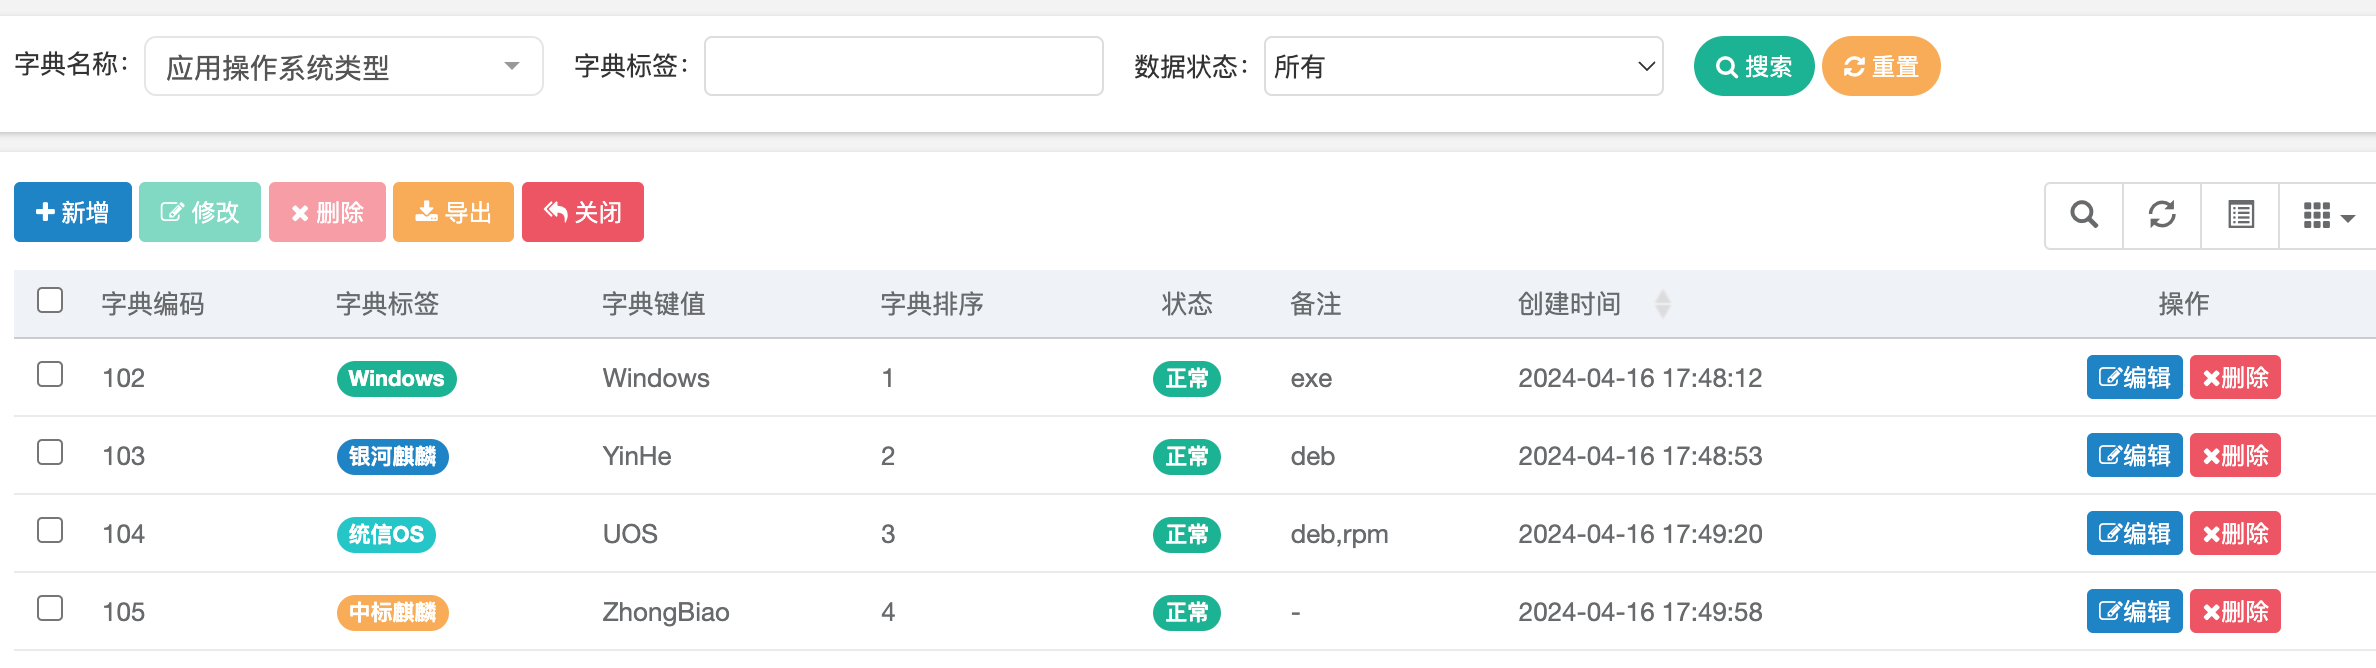 字典名称： 应用操作系统类型 字典标签： 数据状态： 所有 搜索 重置
新增 修改 删除 导出 关闭
字典编码 字典标签 字典键值 字典排序 状态 备注 创建时间 操作
102 Windows Windows 1 正常 exe 2024-04-16 17:48:12 编辑 删除
103 银河麒麟 YinHe 2 正常 deb 2024-04-16 17:48:53 编辑 删除
104 统信OS UOS 3 正常 deb,rpm 2024-04-16 17:49:20 编辑 删除
105 中标麒麟 ZhongBiao 4 正常 - 2024-04-16 17:49:58 编辑 删除